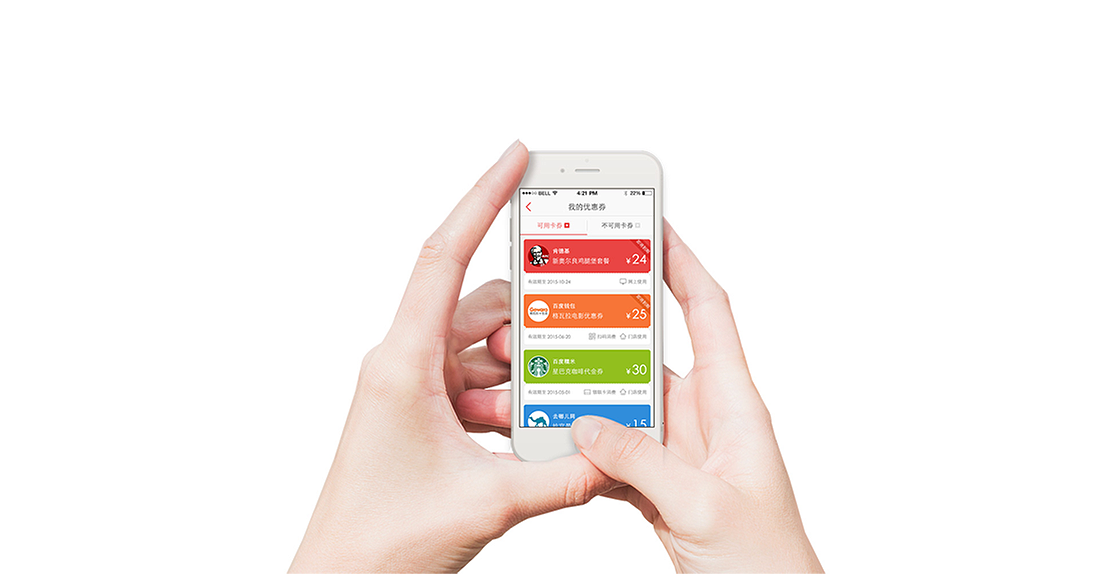 BELL 4:21 PM 22%
我的优惠券
可用卡券 不可用卡券
肯德基
新奥尔良鸡腿堡套餐 ¥24
有效期至 2015-10-24 网上使用
百度钱包
格瓦拉电影优惠券 ¥25
有效期至 2015-06-20 扫码消费 门店使用
百度糯米
星巴克咖啡代金券 ¥30
有效期至 2015-03-01 门店使用
去哪儿网
¥15